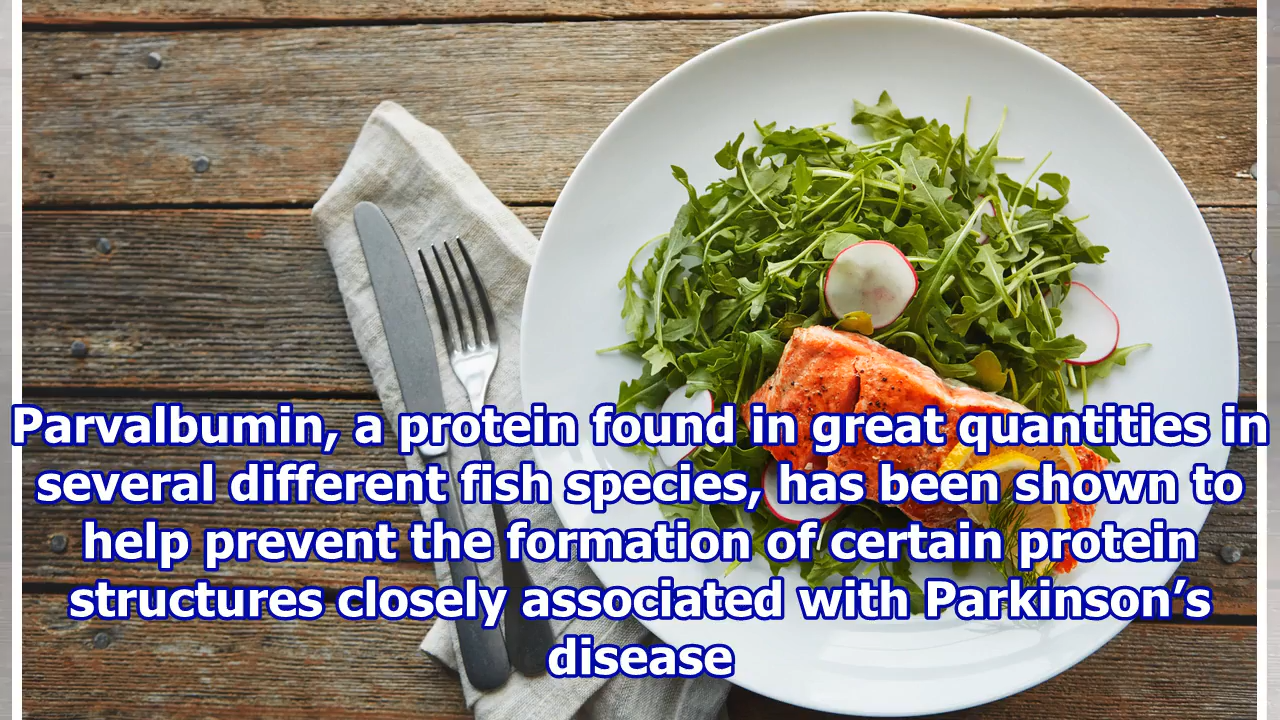 Parvalbumin, a protein found in great quantities in
several different fish species, has been shown to
help prevent the formation of certain protein
structures closely associated with Parkinson’s
disease